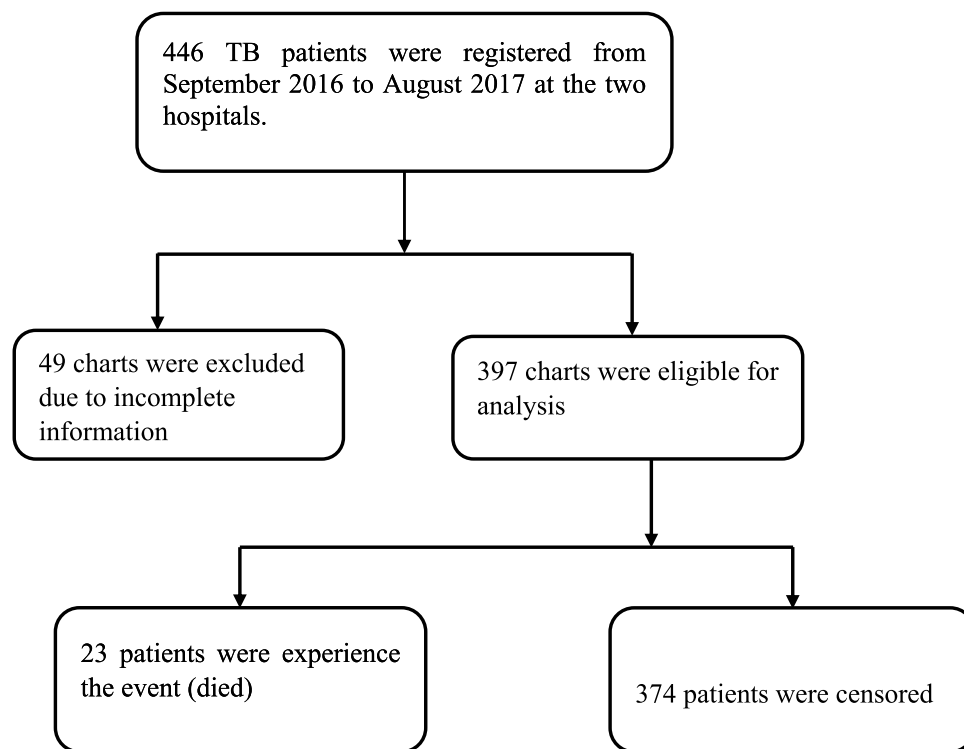 446 TB patients were registered from
September 2016 to August 2017 at the two
hospitals.
49 charts were excluded
due to incomplete
information
397 charts were eligible for
analysis
23 patients were experience
the event (died)
374 patients were censored